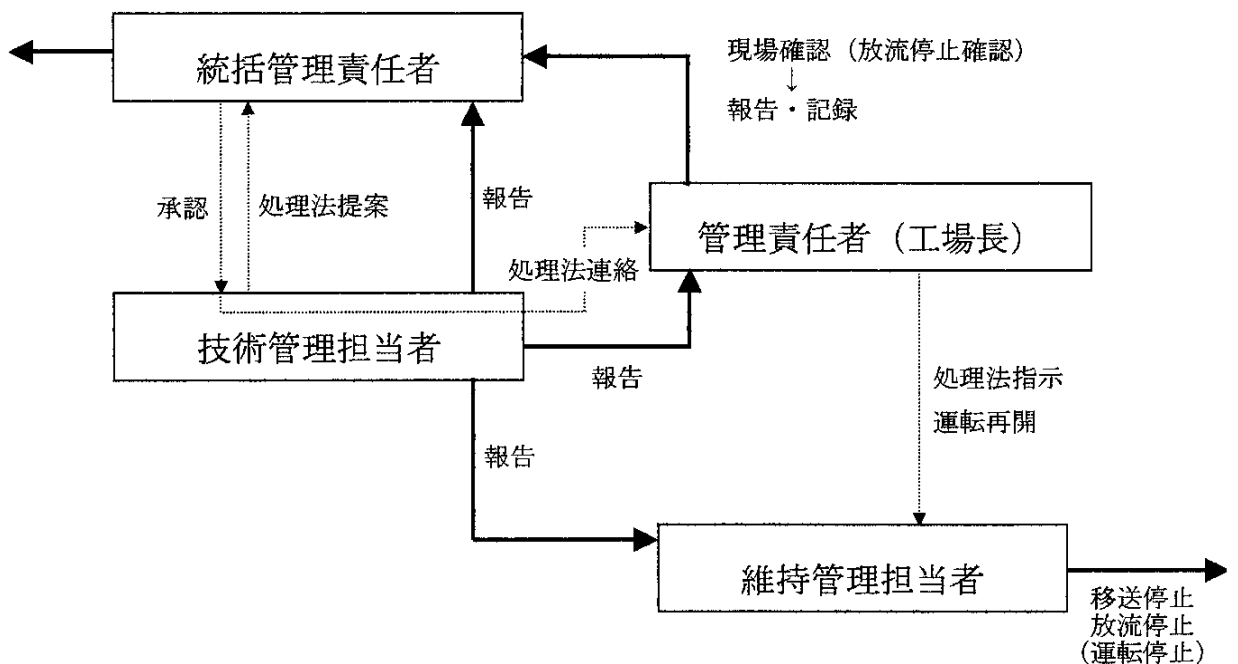 統括管理責任者
現場確認（放流停止確認）
↓
報告・記録
承認
処理法提案
報告
管理責任者（工場長）
処理法連絡
技術管理担当者
報告
処理法指示
運転再開
報告
維持管理担当者
移送停止
放流停止
(運転停止)